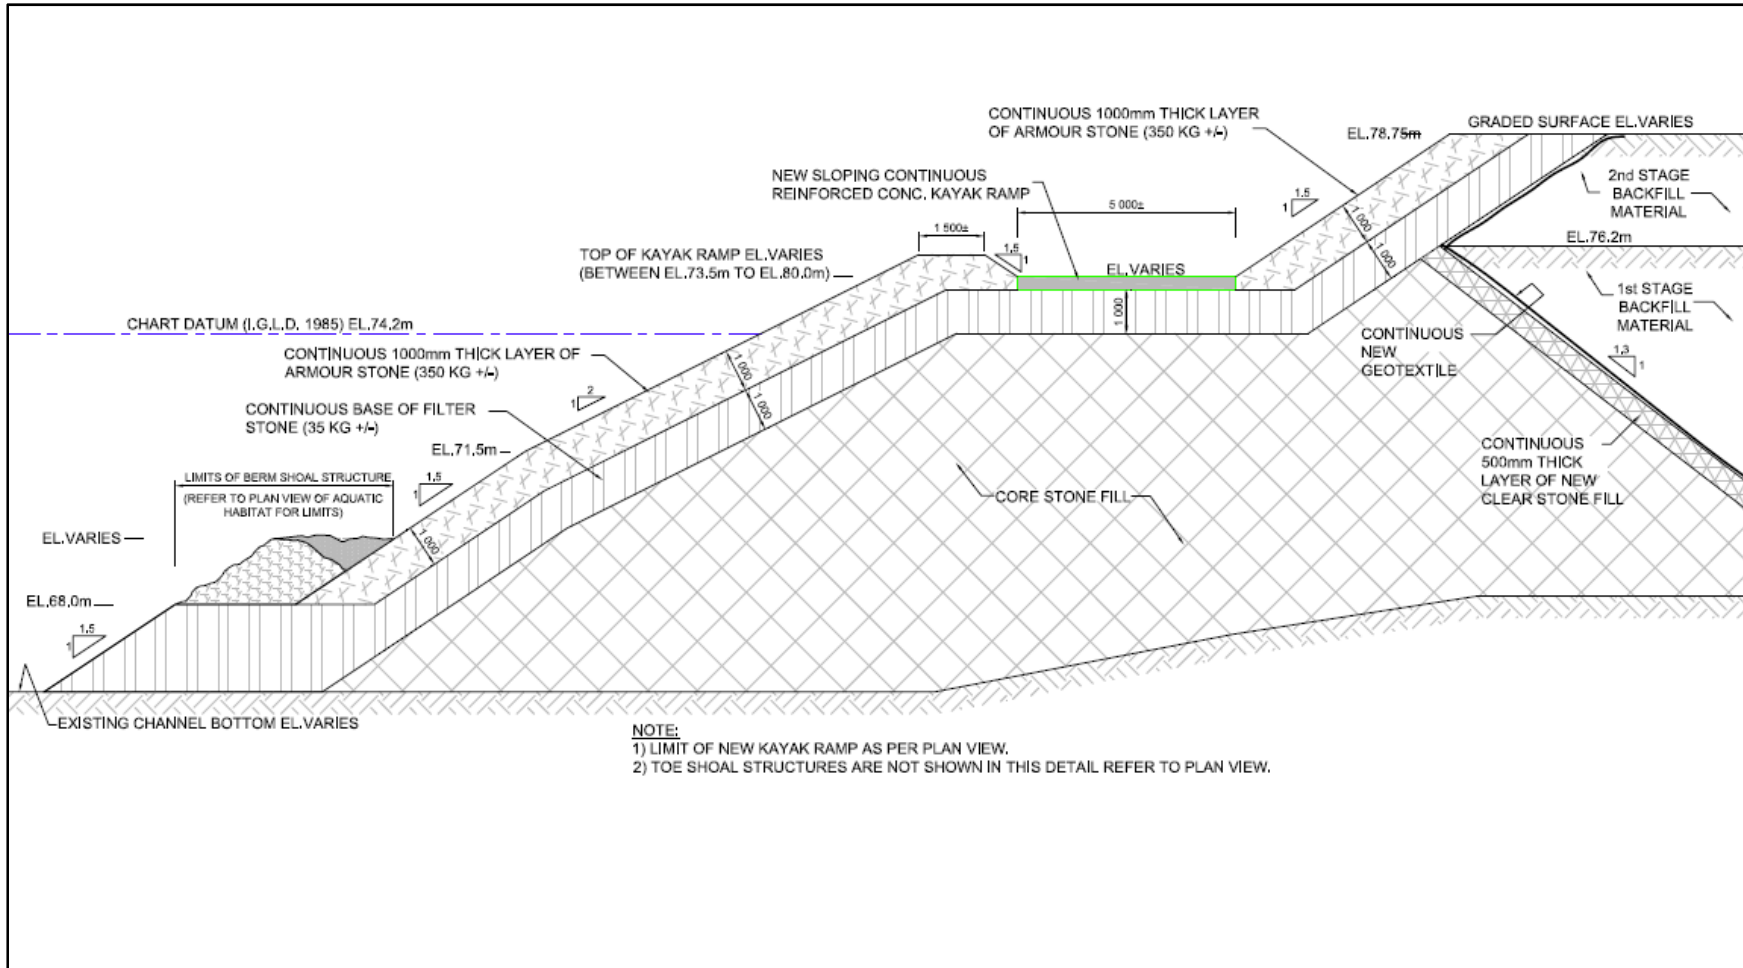 CONTINUOUS 1000mm THICK LAYER
OF ARMOUR STONE (350 KG +/-)
EL.78.75m
GRADED SURFACE EL.VARIES
NEW SLOPING CONTINUOUS
REINFORCED CONC. KAYAK RAMP
1.5
1
2nd STAGE
BACKFILL
MATERIAL
5 000±
1 500±
1 000
1 000
EL.76.2m
TOP OF KAYAK RAMP EL.VARIES
(BETWEEN EL.73.5m TO EL.80.0m)
1.5
1
EL.VARIES
1 000
1st STAGE
BACKFILL
MATERIAL
CHART DATUM (I.G.L.D. 1985) EL.74.2m
CONTINUOUS
NEW
GEOTEXTILE
1.3
1
CONTINUOUS 1000mm THICK LAYER OF
ARMOUR STONE (350 KG +/-)
1 000
1 000
2
1
CONTINUOUS BASE OF FILTER
STONE (35 KG +/-)
EL.71.5m
CONTINUOUS
500mm THICK
LAYER OF NEW
CLEAR STONE FILL
LIMITS OF BERM SHOAL STRUCTURE
(REFER TO PLAN VIEW OF AQUATIC
HABITAT FOR LIMITS)
1.5
1
CORE STONE FILL
EL.VARIES
1 000
EL.68.0m
1.5
1
EXISTING CHANNEL BOTTOM EL.VARIES
NOTE:
1) LIMIT OF NEW KAYAK RAMP AS PER PLAN VIEW.
2) TOE SHOAL STRUCTURES ARE NOT SHOWN IN THIS DETAIL REFER TO PLAN VIEW.